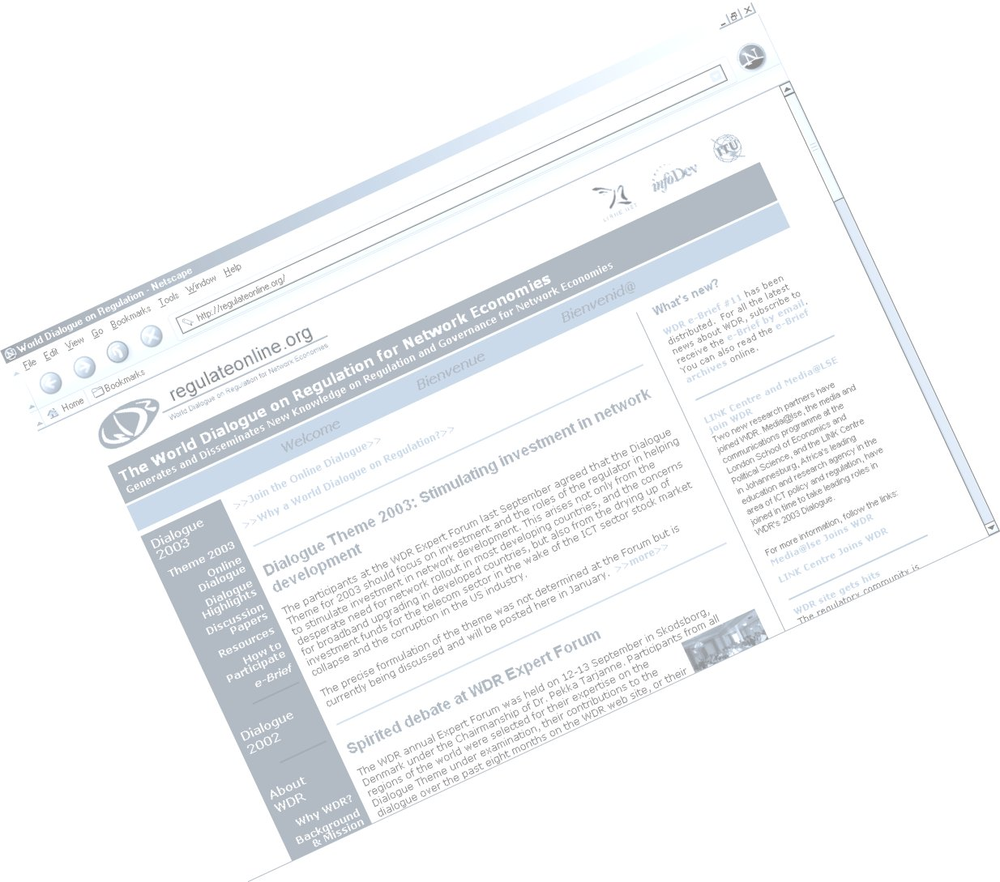 World Dialogue on Regulation - Netscape
File Edit View Go Bookmarks Tools Window Help
http://regulateonline.org/
N
Home Bookmarks
regulateonline.org
World Dialogue on Regulation for Network Economies
LIRNE.NET
infoDev
ITU
The World Dialogue on Regulation for Network Economies
Generates and Disseminates New Knowledge on Regulation and Governance for Network Economies
Welcome Bienvenue Bienvenid@
Dialogue
2003
Theme 2003
Online
Dialogue
Dialogue
Highlights
Discussion
Papers
Resources
How to
Participate
e-Brief
Dialogue
2002
About
WDR
Why WDR?
Background
& Mission
>>Join the Online Dialogue>>
>>Why a World Dialogue on Regulation?>>
Dialogue Theme 2003: Stimulating investment in network
development
The participants at the WDR Expert Forum last September agreed that the Dialogue
Theme for 2003 should focus on investment and the roles of the regulator in helping
to stimulate investment in network development. This arises not only from the
desperate need for network rollout in most developing countries, and the concerns
for broadband upgrading in developed countries, but also from the drying up of
investment funds for the telecom sector in the wake of the ICT sector stock market
collapse and the corruption in the US industry.
The precise formulation of the theme was not determined at the Forum but is
currently being discussed and will be posted here in January. >>more>>
Spirited debate at WDR Expert Forum
The WDR annual Expert Forum was held on 12-13 September in Skodsborg,
Denmark under the Chairmanship of Dr. Pekka Tarjanne. Participants from all
regions of the world were selected for their expertise on the
Dialogue Theme under examination, their contributions to the
dialogue over the past eight months on the WDR web site, or their
What's new?
WDR e-Brief #11 has been
distributed. For all the latest
news about WDR, subscribe to
receive the e-Brief by email.
You can also read the e-Brief
archives online.
LINK Centre and Media@LSE
join WDR
Two new research partners have
joined WDR. Media@lse, the media and
communications programme at the
London School of Economics and
Political Science, and the LINK Centre
in Johannesburg, Africa's leading
education and research agency in the
area of ICT policy and regulation, have
joined in time to take leading roles in
WDR's 2003 Dialogue.
For more information, follow the links:
Media@lse Joins WDR
LINK Centre Joins WDR
WDR site gets hits
The regulatory community is